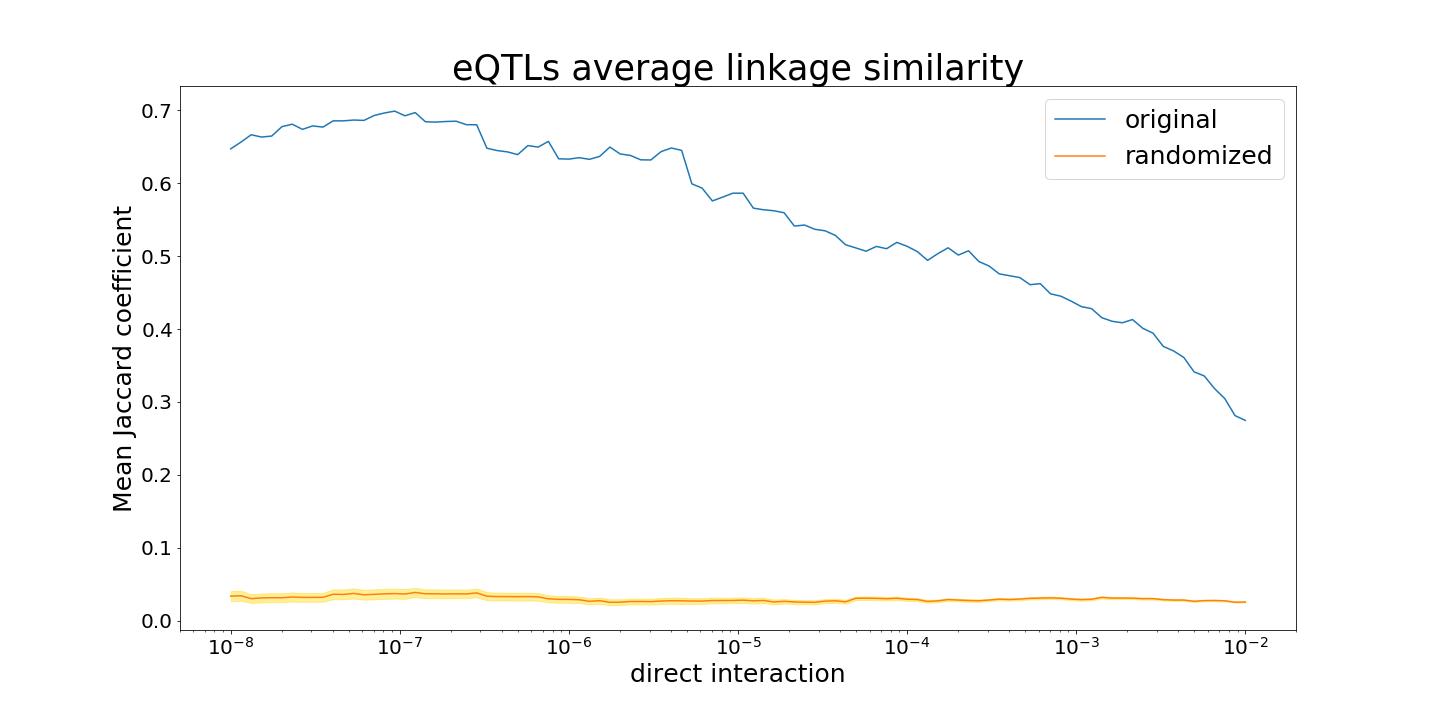 eQTLs average linkage similarity
original
randomized
Mean Jaccard coefficient
0.7
0.6
0.5
0.4
0.3
0.2
0.1
0.0
10⁻⁸ 10⁻⁷ 10⁻⁶ 10⁻⁵ 10⁻⁴ 10⁻³ 10⁻²
direct interaction